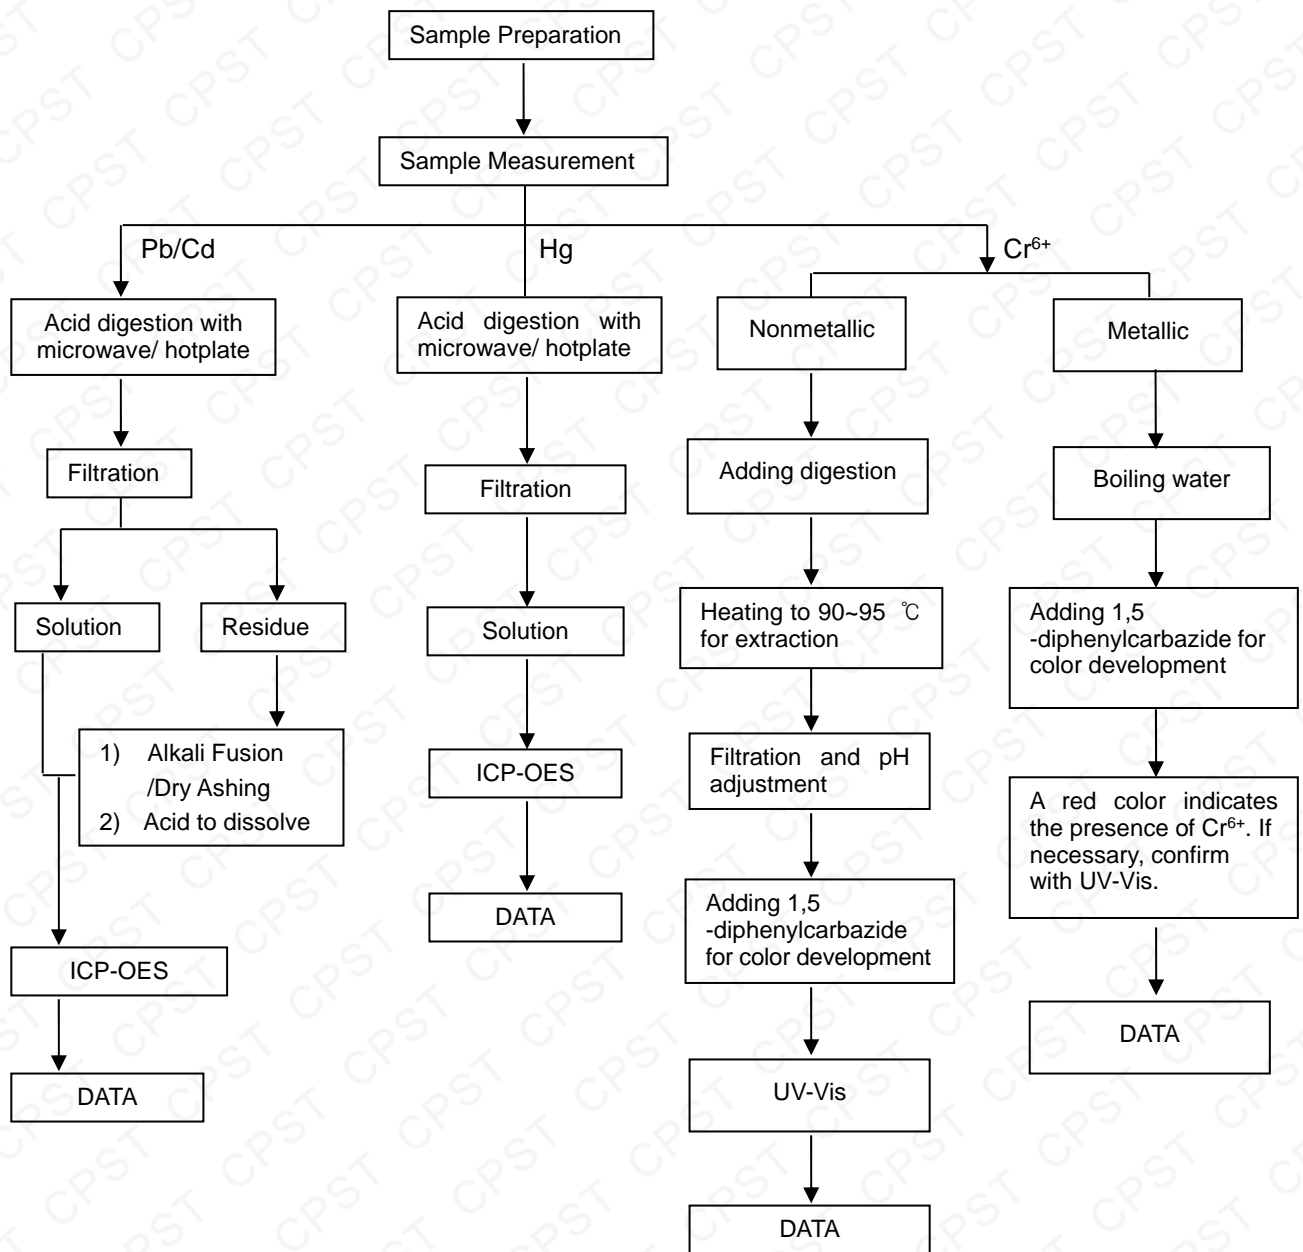 Sample Preparation
Sample Measurement
Pb/Cd
Hg
Cr⁶⁺
Acid digestion with
microwave/ hotplate
Filtration
Solution
Residue
1) Alkali Fusion
/Dry Ashing
2) Acid to dissolve
ICP-OES
DATA
Acid digestion with
microwave/ hotplate
Filtration
Solution
ICP-OES
DATA
Nonmetallic
Adding digestion
Heating to 90~95 ℃
for extraction
Filtration and pH
adjustment
Adding 1,5
-diphenylcarbazide
for color development
UV-Vis
DATA
Metallic
Boiling water
Adding 1,5
-diphenylcarbazide for
color development
A red color indicates
the presence of Cr⁶⁺. If
necessary, confirm
with UV-Vis.
DATA
CPST